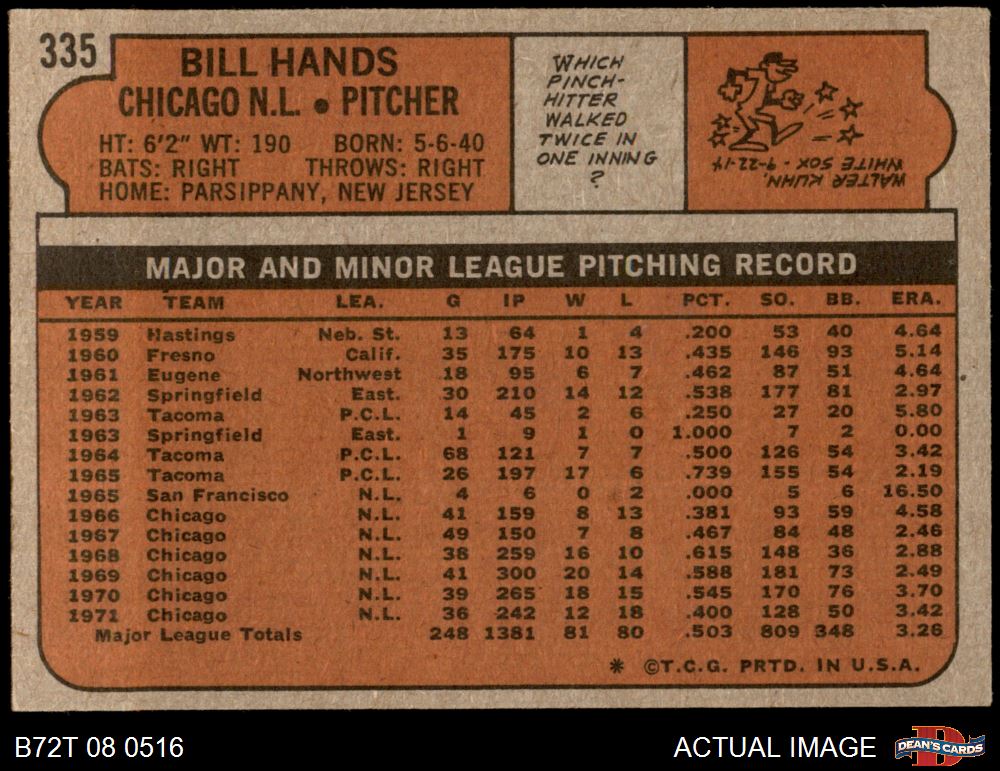 335
BILL HANDS
CHICAGO N.L. • PITCHER
HT: 6'2" WT: 190 BORN: 5-6-40
BATS: RIGHT THROWS: RIGHT
HOME: PARSIPPANY, NEW JERSEY
WHICH
PINCH-
HITTER
WALKED
TWICE IN
ONE INNING
?
WALTER KUHN,
WHITE SOX - 9-22-14
MAJOR AND MINOR LEAGUE PITCHING RECORD
YEAR TEAM LEA. G IP W L PCT. SO. BB. ERA.
1959 Hastings Neb. St. 13 64 1 4 .200 53 40 4.64
1960 Fresno Calif. 35 175 10 13 .435 146 93 5.14
1961 Eugene Northwest 18 95 6 7 .462 87 51 4.64
1962 Springfield East. 30 210 14 12 .538 177 81 2.97
1963 Tacoma P.C.L. 14 45 2 6 .250 27 20 5.80
1963 Springfield East. 1 9 1 0 1.000 7 2 0.00
1964 Tacoma P.C.L. 68 121 7 7 .500 126 54 3.42
1965 Tacoma P.C.L. 26 197 17 6 .739 155 54 2.19
1965 San Francisco N.L. 4 6 0 2 .000 5 6 16.50
1966 Chicago N.L. 41 159 8 13 .381 93 59 4.58
1967 Chicago N.L. 49 150 7 8 .467 84 48 2.46
1968 Chicago N.L. 38 259 16 10 .615 148 36 2.88
1969 Chicago N.L. 41 300 20 14 .588 181 73 2.49
1970 Chicago N.L. 39 265 18 15 .545 170 76 3.70
1971 Chicago N.L. 36 242 12 18 .400 128 50 3.42
Major League Totals 248 1381 81 80 .503 809 348 3.26
* ©T.C.G. PRTD. IN U.S.A.
B72T 08 0516
ACTUAL IMAGE
D
DEAN'S CARDS